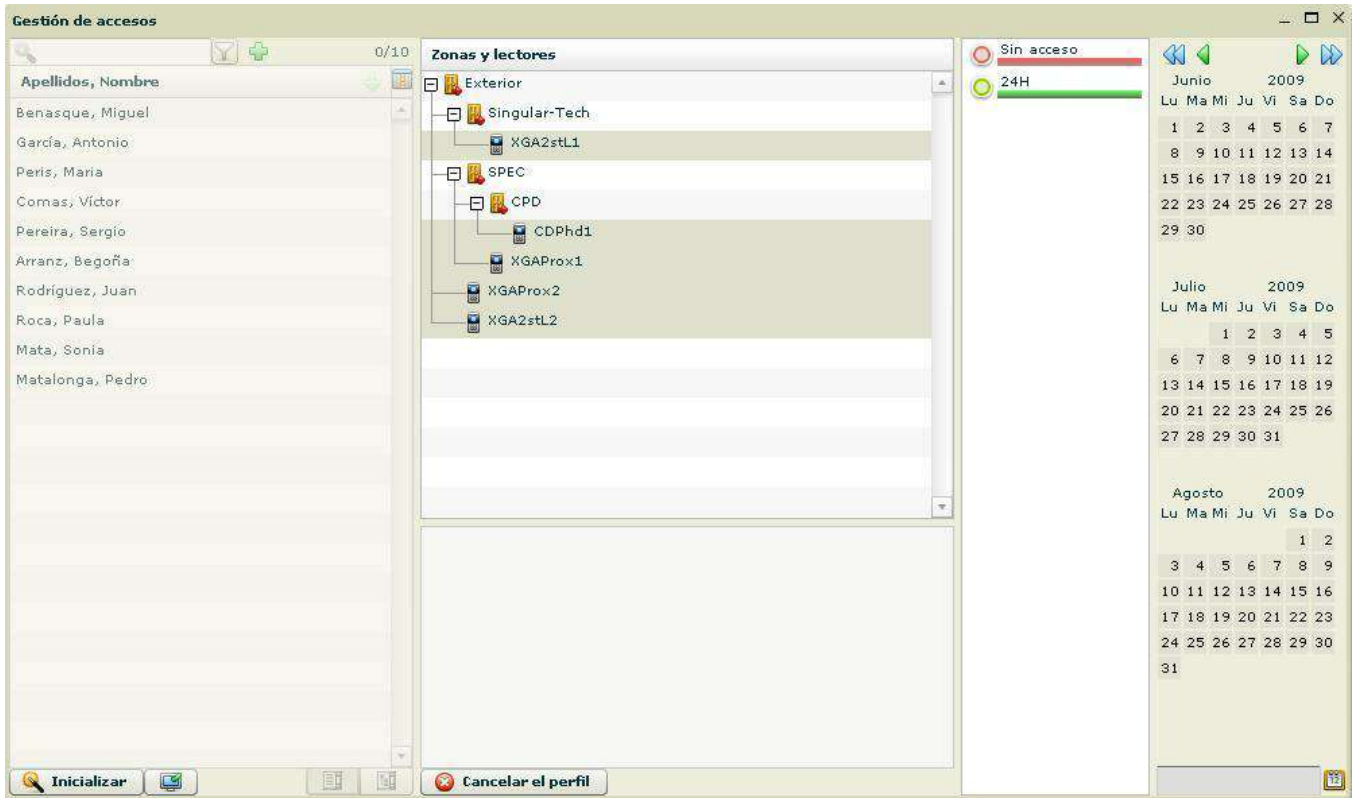 Gestión de accesos
0/10
Apellidos, Nombre
Benasque, Miguel
García, Antonio
Peris, Maria
Comas, Víctor
Pereira, Sergio
Arranz, Begoña
Rodríguez, Juan
Roca, Paula
Mata, Sonia
Matalonga, Pedro
Inicializar
Zonas y lectores
Exterior
Singular-Tech
XGA2stL1
SPEC
CPD
CDPhd1
XGAProx1
XGAProx2
XGA2stL2
Cancelar el perfil
Sin acceso
24H
Junio 2009
Lu Ma Mi Ju Vi Sa Do
1 2 3 4 5 6 7
8 9 10 11 12 13 14
15 16 17 18 19 20 21
22 23 24 25 26 27 28
29 30
Julio 2009
Lu Ma Mi Ju Vi Sa Do
1 2 3 4 5
6 7 8 9 10 11 12
13 14 15 16 17 18 19
20 21 22 23 24 25 26
27 28 29 30 31
Agosto 2009
Lu Ma Mi Ju Vi Sa Do
1 2
3 4 5 6 7 8 9
10 11 12 13 14 15 16
17 18 19 20 21 22 23
24 25 26 27 28 29 30
31
12